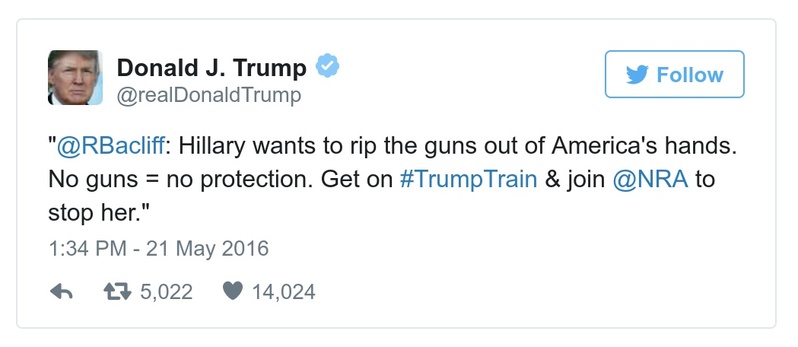 Donald J. Trump
@realDonaldTrump
Follow
"@RBacliff: Hillary wants to rip the guns out of America's hands.
No guns = no protection. Get on #TrumpTrain & join @NRA to
stop her."
1:34 PM - 21 May 2016
5,022 14,024